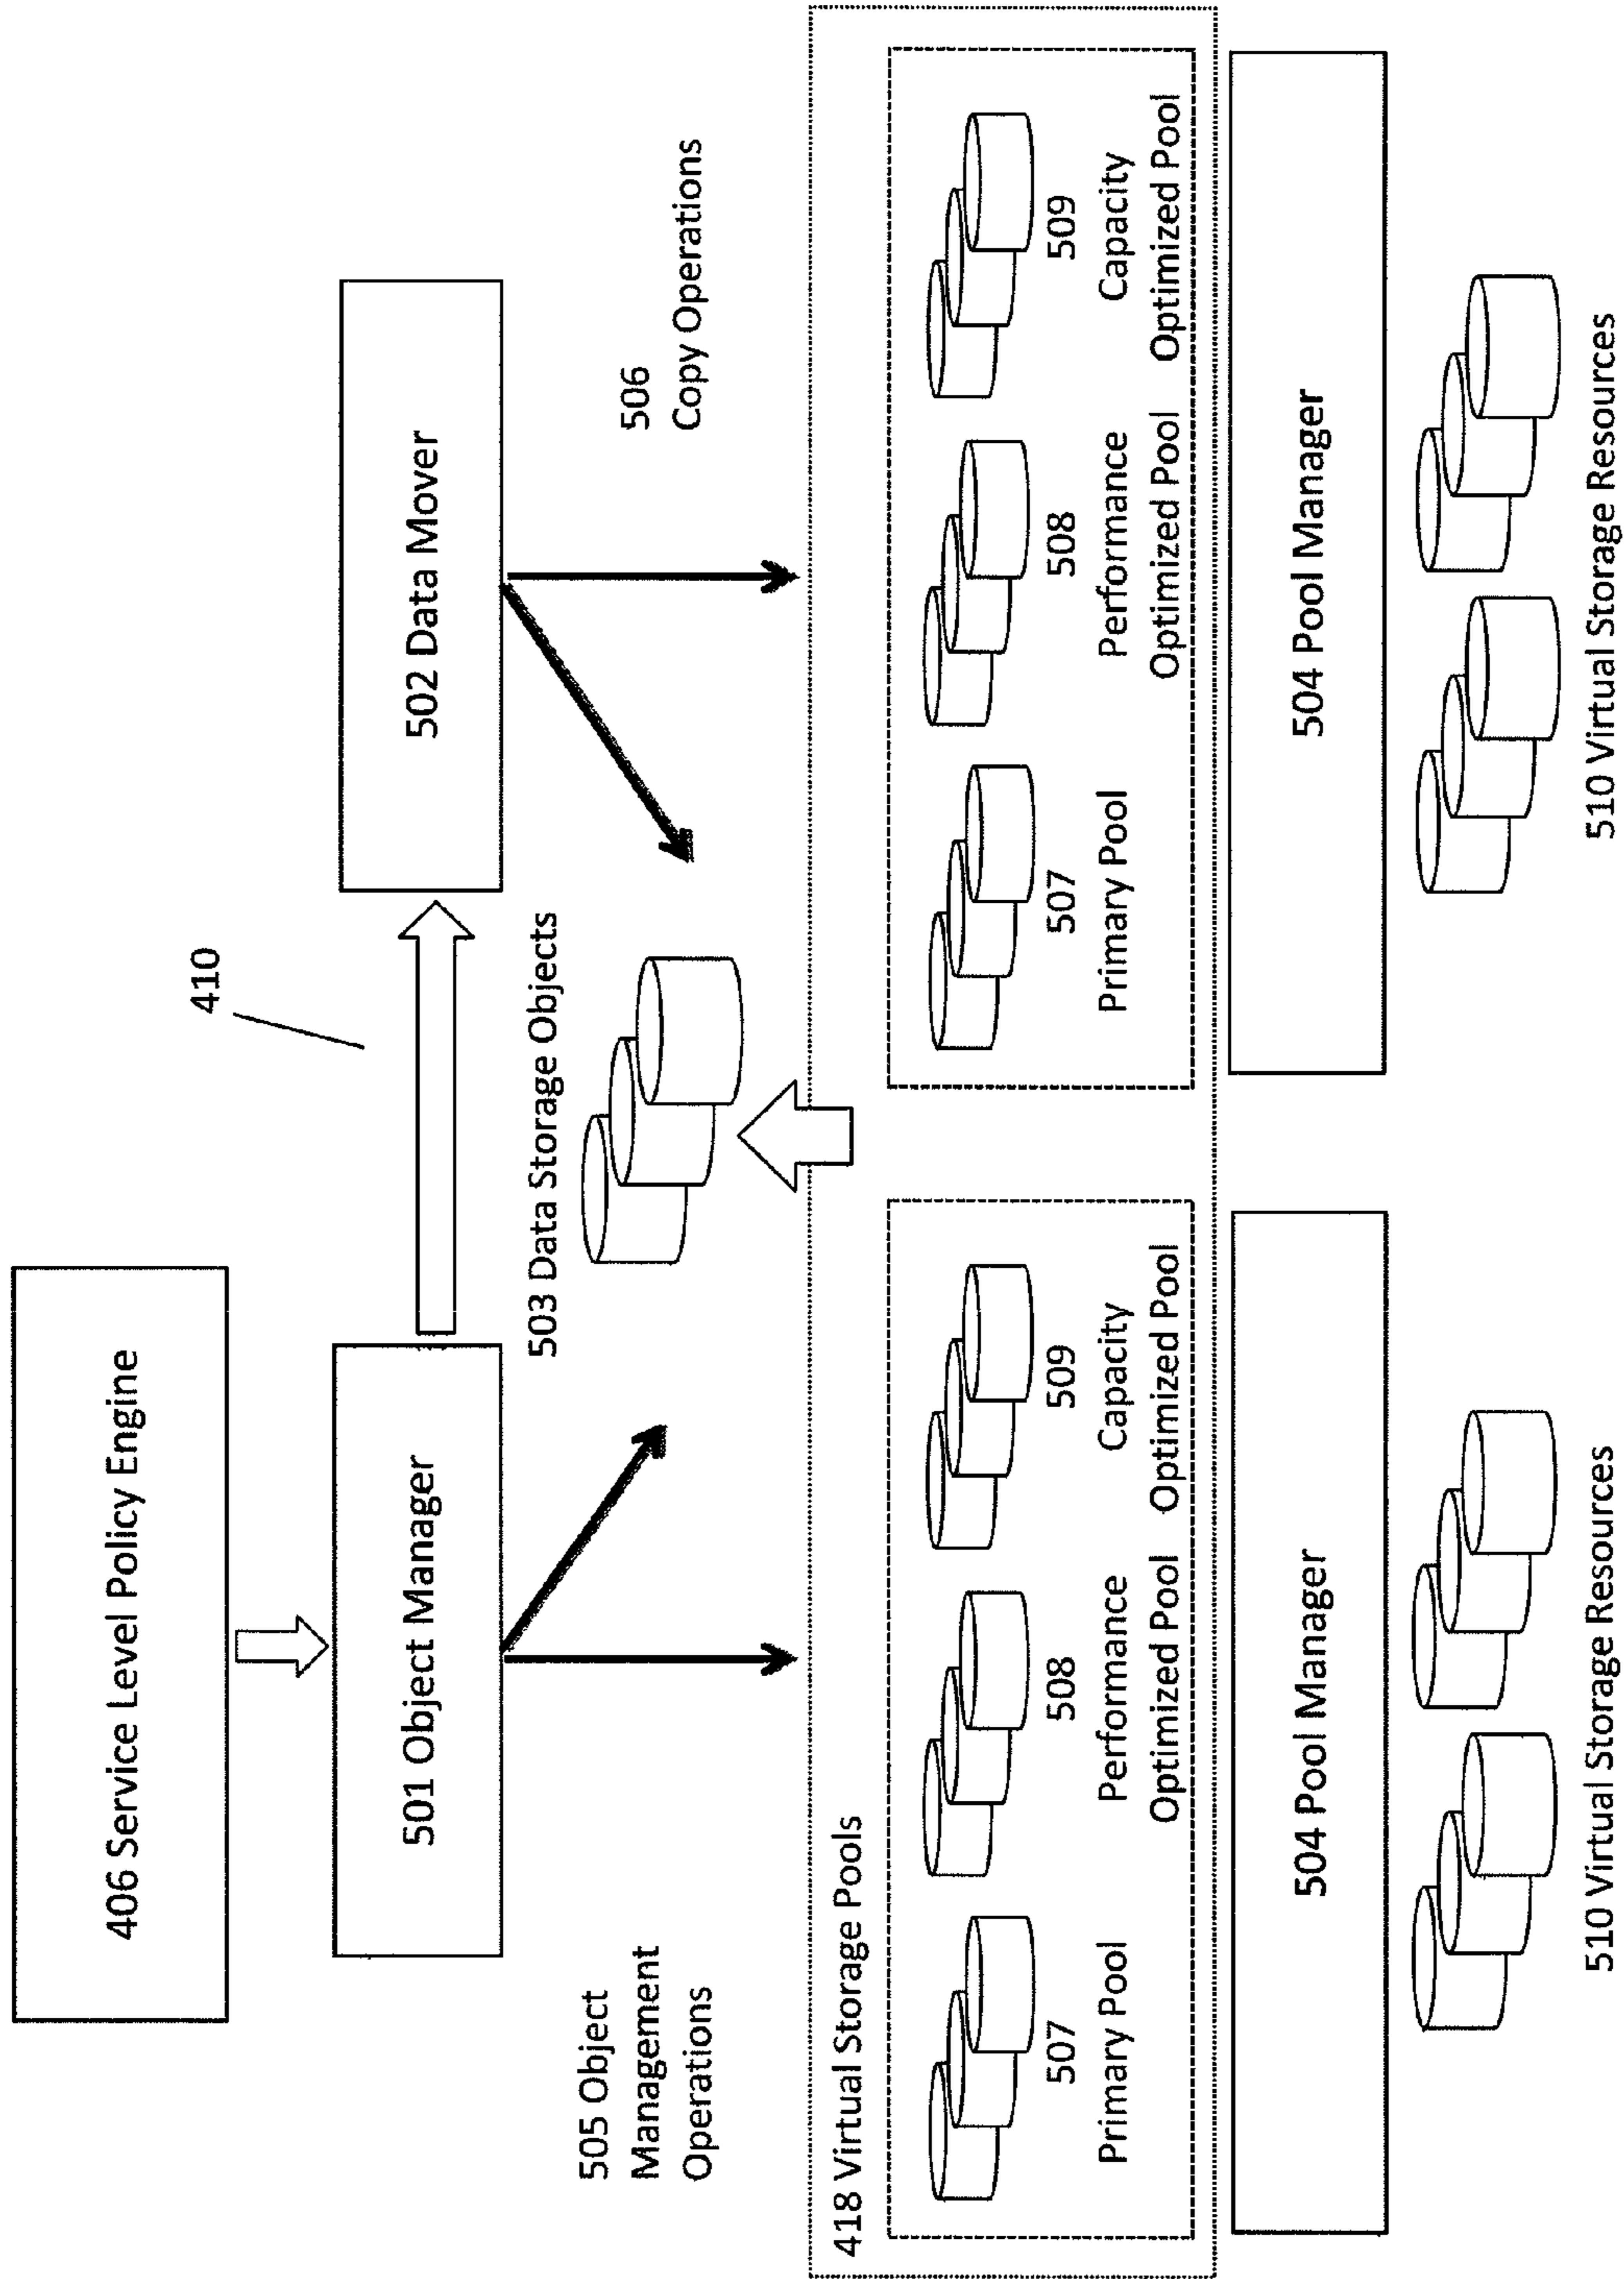 406 Service Level Policy Engine
501 Object Manager
410
502 Data Mover
503 Data Storage Objects
505 Object
Management
Operations
506
Copy Operations
418 Virtual Storage Pools
507
Primary Pool
508
Performance
Optimized Pool
509
Capacity
Optimized Pool
507
Primary Pool
508
Performance
Optimized Pool
509
Capacity
Optimized Pool
504 Pool Manager
504 Pool Manager
510 Virtual Storage Resources
510 Virtual Storage Resources